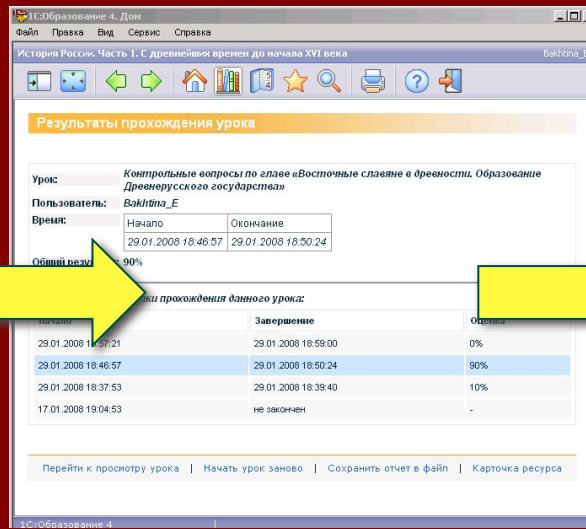 1С:Образование 4. Дом
Файл Правка Вид Сервис Справка
История России. Часть 1. С древнейших времен до начала XVI века Bakhtina_E
Результаты прохождения урока
Урок: Контрольные вопросы по главе «Восточные славяне в древности. Образование
Древнерусского государства»
Пользователь: Bakhtina_E
Время: Начало Окончание
29.01.2008 18:46:57 29.01.2008 18:50:24
Общий 90%
прохождения данного урока:
Завершение
29.01.2008 29.01.2008 18:59:00 0%
29.01.2008 18:46:57 29.01.2008 18:50:24 90%
29.01.2008 18:37:53 29.01.2008 18:39:40 10%
17.01.2008 19:04:53 не закончен -
Перейти к просмотру урока | Начать урок заново | Сохранить отчет в файл | Карточка ресурса
1С:Образование 4